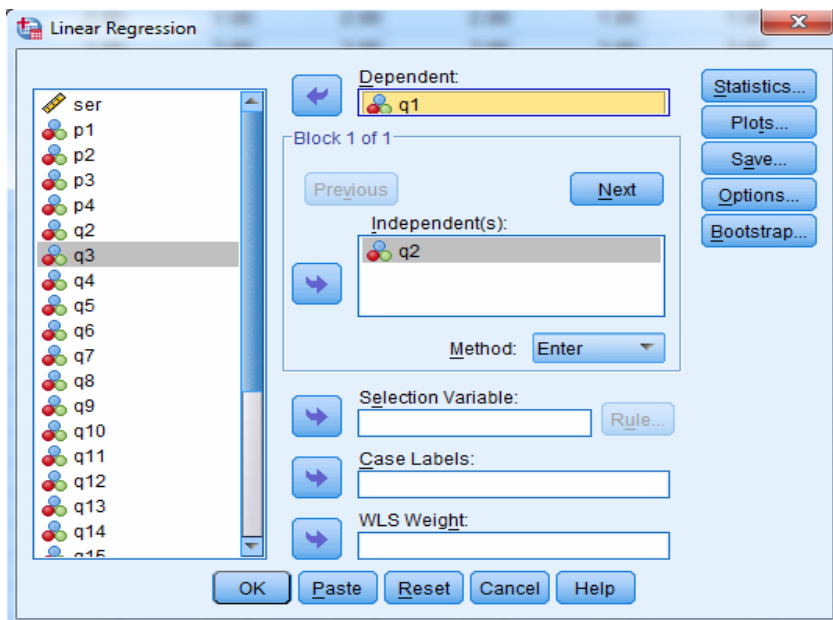 Linear Regression
ser
p1
p2
p3
p4
q2
q3
q4
q5
q6
q7
q8
q9
q10
q11
q12
q13
q14
q15
Dependent:
q1
Block 1 of 1
Previous
Next
Independent(s):
q2
Method: Enter
Selection Variable:
Rule...
Case Labels:
WLS Weight:
Statistics...
Plots...
Save...
Options...
Bootstrap...
OK Paste Reset Cancel Help